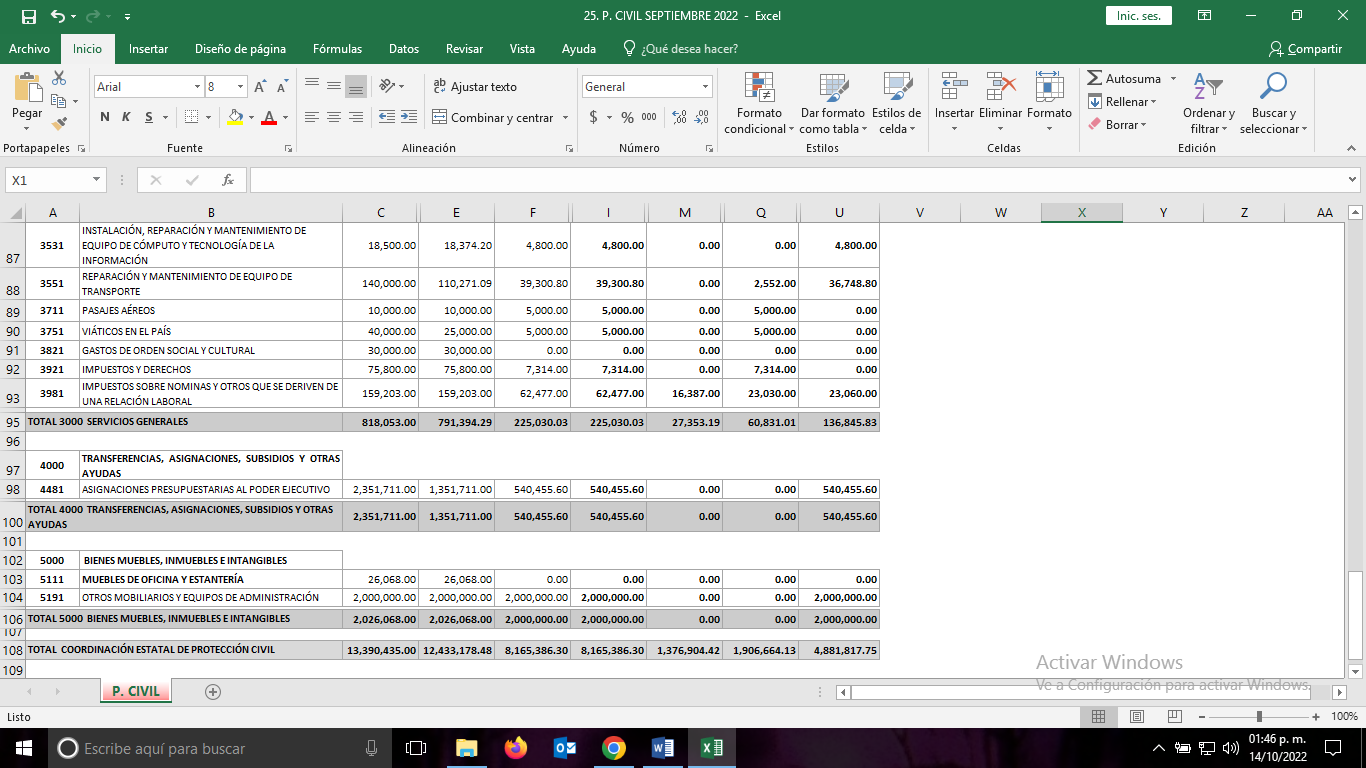 25. P. CIVIL SEPTIEMBRE 2022 - Excel
Inic. ses.
Archivo Inicio Insertar Diseño de página Fórmulas Datos Revisar Vista Ayuda ¿Qué desea hacer? Compartir
Pegar
Portapapeles
Arial 8
N K S
Fuente
Ajustar texto
Combinar y centrar
Alineación
General
$ % 000
Número
Formato condicional
Dar formato como tabla
Estilos de celda
Estilos
Insertar Eliminar Formato
Celdas
Autosuma
Rellenar
Borrar
Ordenar y filtrar
Buscar y seleccionar
Edición
X1 fx
A B C E F I M Q U V W X Y Z AA
87 3531 INSTALACIÓN, REPARACIÓN Y MANTENIMIENTO DE
EQUIPO DE CÓMPUTO Y TECNOLOGÍA DE LA
INFORMACIÓN 18,500.00 18,374.20 4,800.00 4,800.00 0.00 0.00 4,800.00
88 3551 REPARACIÓN Y MANTENIMIENTO DE EQUIPO DE
TRANSPORTE 140,000.00 110,271.09 39,300.80 39,300.80 0.00 2,552.00 36,748.80
89 3711 PASAJES AÉREOS 10,000.00 10,000.00 5,000.00 5,000.00 0.00 5,000.00 0.00
90 3751 VIÁTICOS EN EL PAÍS 40,000.00 25,000.00 5,000.00 5,000.00 0.00 5,000.00 0.00
91 3821 GASTOS DE ORDEN SOCIAL Y CULTURAL 30,000.00 30,000.00 0.00 0.00 0.00 0.00 0.00
92 3921 IMPUESTOS Y DERECHOS 75,800.00 75,800.00 7,314.00 7,314.00 0.00 7,314.00 0.00
93 3981 IMPUESTOS SOBRE NOMINAS Y OTROS QUE SE DERIVEN DE
UNA RELACIÓN LABORAL 159,203.00 159,203.00 62,477.00 62,477.00 16,387.00 23,030.00 23,060.00
95 TOTAL 3000 SERVICIOS GENERALES 818,053.00 791,394.29 225,030.03 225,030.03 27,353.19 60,831.01 136,845.83
96
97 4000 TRANSFERENCIAS, ASIGNACIONES, SUBSIDIOS Y OTRAS
AYUDAS
98 4481 ASIGNACIONES PRESUPUESTARIAS AL PODER EJECUTIVO 2,351,711.00 1,351,711.00 540,455.60 540,455.60 0.00 0.00 540,455.60
100 TOTAL 4000 TRANSFERENCIAS, ASIGNACIONES, SUBSIDIOS Y OTRAS
AYUDAS 2,351,711.00 1,351,711.00 540,455.60 540,455.60 0.00 0.00 540,455.60
101
102 5000 BIENES MUEBLES, INMUEBLES E INTANGIBLES
103 5111 MUEBLES DE OFICINA Y ESTANTERÍA 26,068.00 26,068.00 0.00 0.00 0.00 0.00 0.00
104 5191 OTROS MOBILIARIOS Y EQUIPOS DE ADMINISTRACIÓN 2,000,000.00 2,000,000.00 2,000,000.00 2,000,000.00 0.00 0.00 2,000,000.00
106 TOTAL 5000 BIENES MUEBLES, INMUEBLES E INTANGIBLES 2,026,068.00 2,026,068.00 2,000,000.00 2,000,000.00 0.00 0.00 2,000,000.00
107
108 TOTAL COORDINACIÓN ESTATAL DE PROTECCIÓN CIVIL 13,390,435.00 12,433,178.48 8,165,386.30 8,165,386.30 1,376,904.42 1,906,664.13 4,881,817.75
109
Activar Windows
Ve a Configuración para activar Windows.
P. CIVIL
Listo 100%
Escribe aquí para buscar
01:46 p. m.
14/10/2022